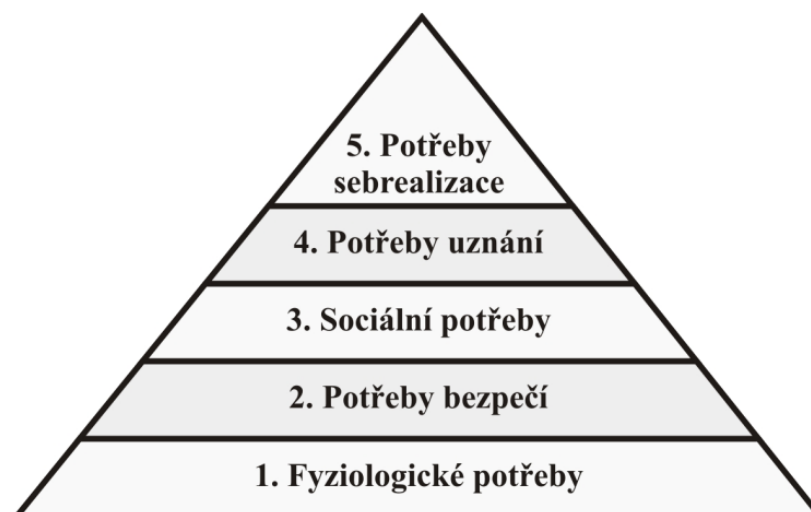 5. Potřeby
sebrealizace
4. Potřeby uznání
3. Sociální potřeby
2. Potřeby bezpečí
1. Fyziologické potřeby